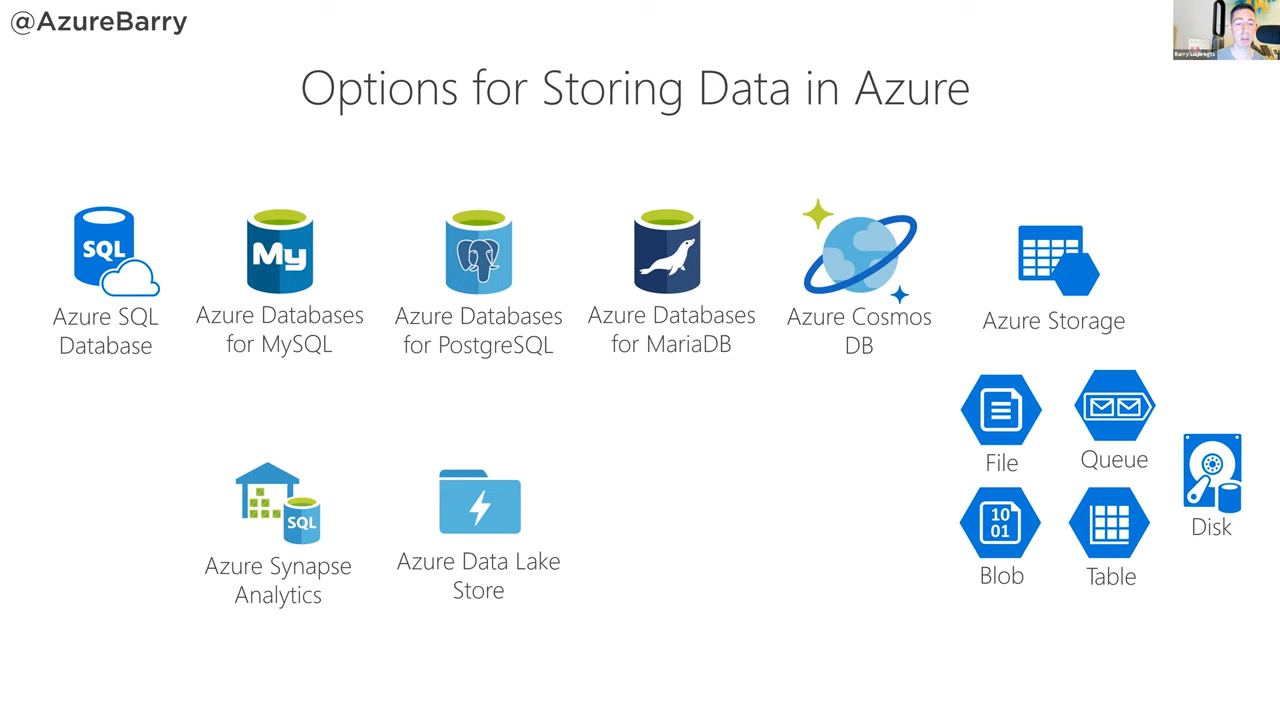 @AzureBarry
Options for Storing Data in Azure
SQL
Azure SQL
Database
My
Azure Databases
for MySQL
Azure Databases
for PostgreSQL
Azure Databases
for MariaDB
Azure Cosmos
DB
Azure Storage
File
Queue
10
01
Blob
Table
Disk
SQL
Azure Synapse
Analytics
Azure Data Lake
Store